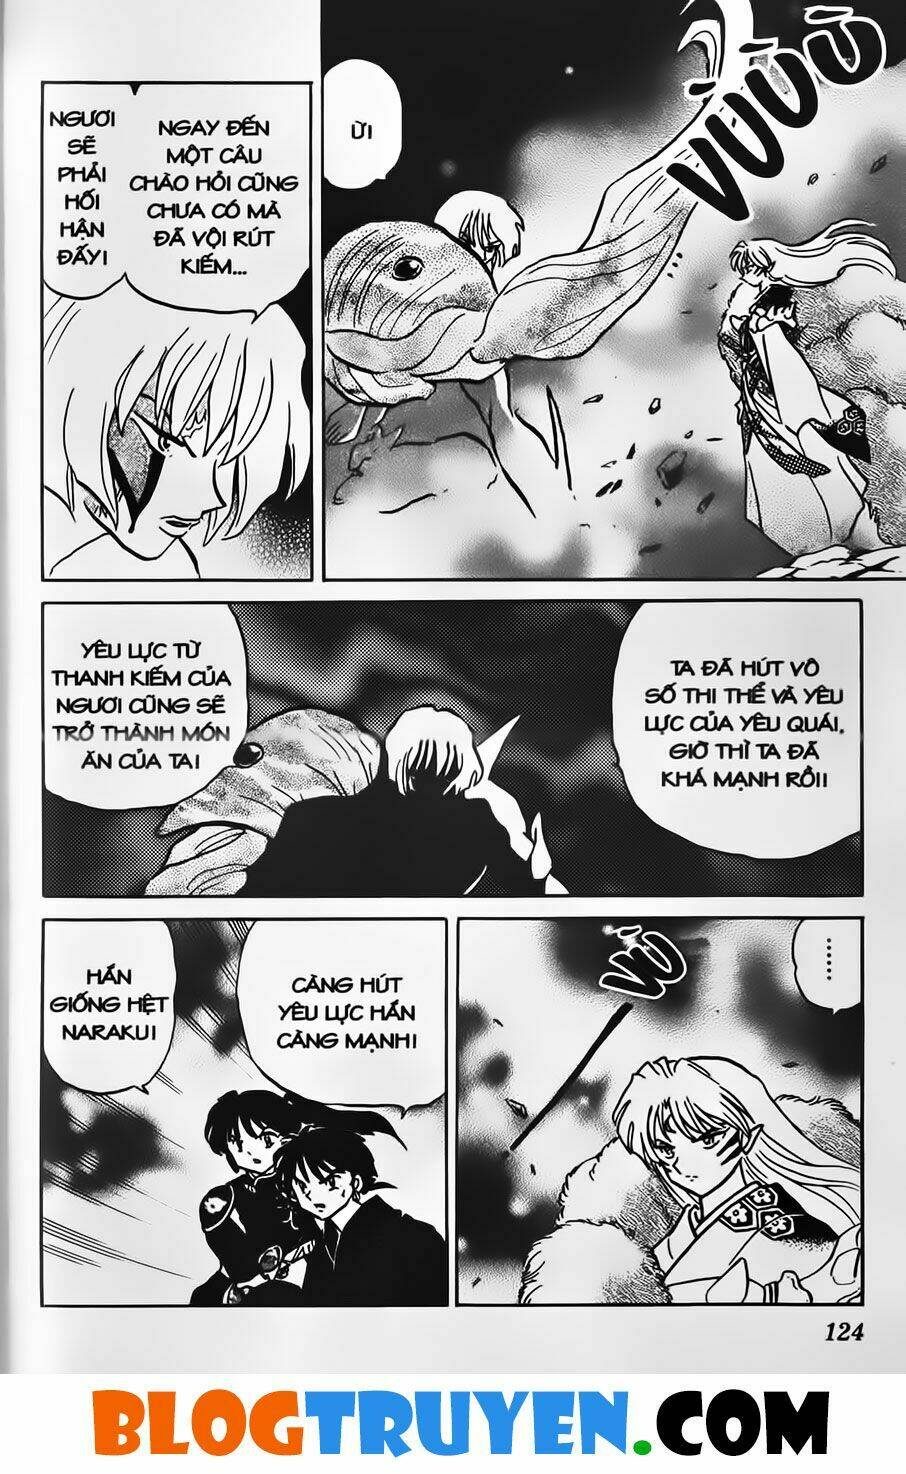 VÙÙÙ
ỪI
NGAY ĐẾN
MỘT CÂU
CHÀO HỎI CŨNG
CHƯA CÓ MÀ
ĐÃ VỘI RÚT
KIẾM...
NGƯƠI
SẼ
PHẢI
HỐI
HẬN
ĐẤY!
TA ĐÃ HÚT VÔ
SỐ THI THỂ VÀ YÊU
LỰC CỦA YÊU QUÁI,
GIỜ THÌ TA ĐÃ
KHÁ MẠNH RỒI!
YÊU LỰC TỪ
THANH KIẾM CỦA
NGƯƠI CŨNG SẼ
TRỞ THÀNH MÓN
ĂN CỦA TA!
......
VÙ
CÀNG HÚT
YÊU LỰC HẮN
CÀNG MẠNH!
HẮN
GIỐNG HỆT
NARAKU!
124
BLOGTRUYEN.COM